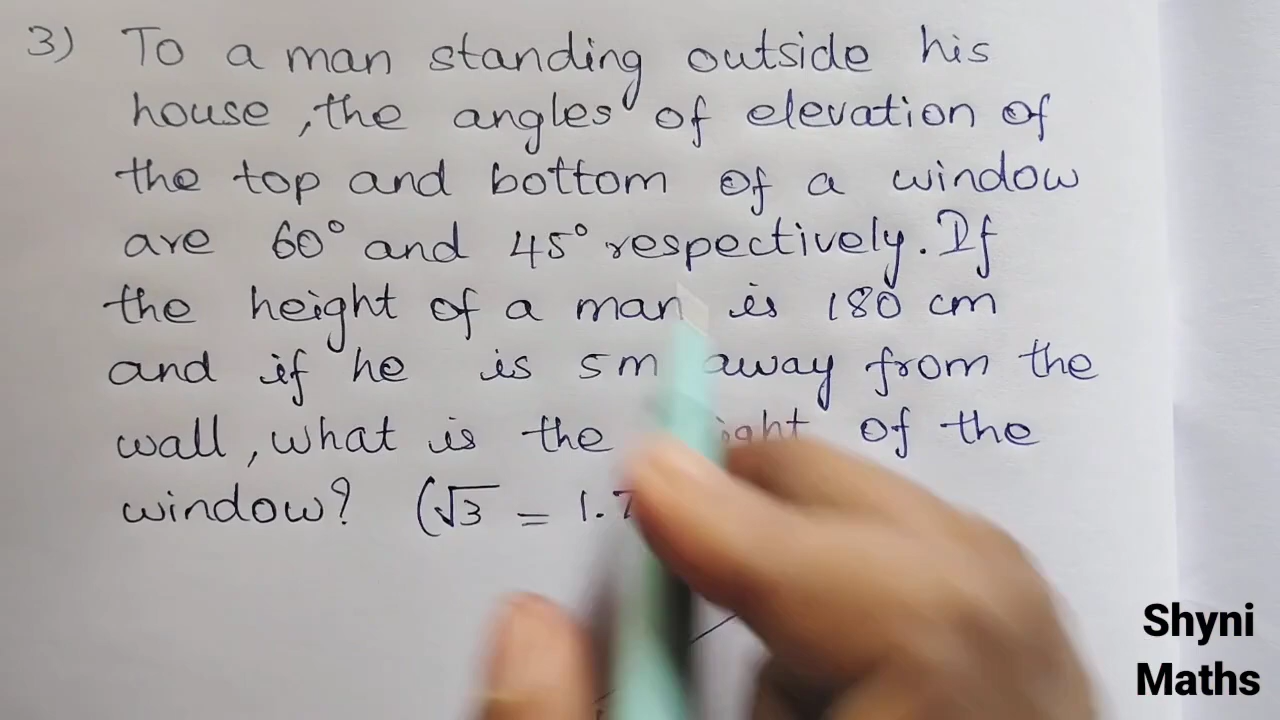 3) To a man standing outside his
house, the angles of elevation of
the top and bottom of a window
are 60° and 45° respectively. If
the height of a man is 180 cm
and if he is 5m away from the
wall, what is the of the
window? (√3 = 1.7
Shyni
Maths